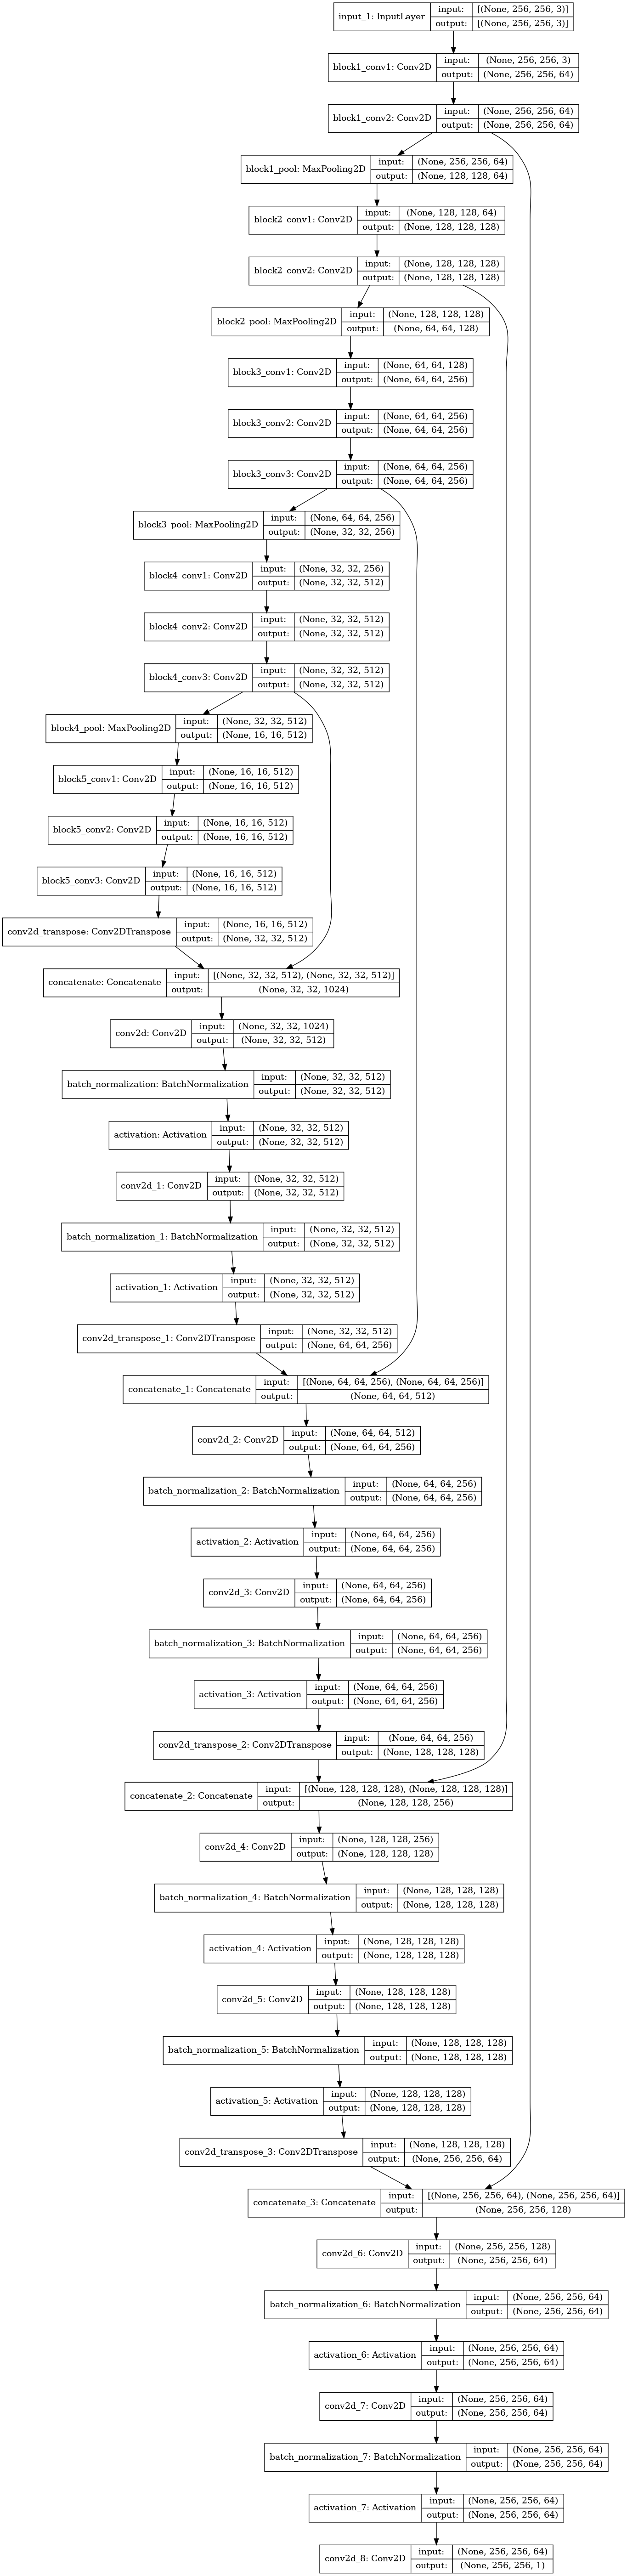 input_1: InputLayer
input: [(None, 256, 256, 3)]
output: [(None, 256, 256, 3)]
block1_conv1: Conv2D
input: (None, 256, 256, 3)
output: (None, 256, 256, 64)
block1_conv2: Conv2D
input: (None, 256, 256, 64)
output: (None, 256, 256, 64)
block1_pool: MaxPooling2D
input: (None, 256, 256, 64)
output: (None, 128, 128, 64)
block2_conv1: Conv2D
input: (None, 128, 128, 64)
output: (None, 128, 128, 128)
block2_conv2: Conv2D
input: (None, 128, 128, 128)
output: (None, 128, 128, 128)
block2_pool: MaxPooling2D
input: (None, 128, 128, 128)
output: (None, 64, 64, 128)
block3_conv1: Conv2D
input: (None, 64, 64, 128)
output: (None, 64, 64, 256)
block3_conv2: Conv2D
input: (None, 64, 64, 256)
output: (None, 64, 64, 256)
block3_conv3: Conv2D
input: (None, 64, 64, 256)
output: (None, 64, 64, 256)
block3_pool: MaxPooling2D
input: (None, 64, 64, 256)
output: (None, 32, 32, 256)
block4_conv1: Conv2D
input: (None, 32, 32, 256)
output: (None, 32, 32, 512)
block4_conv2: Conv2D
input: (None, 32, 32, 512)
output: (None, 32, 32, 512)
block4_conv3: Conv2D
input: (None, 32, 32, 512)
output: (None, 32, 32, 512)
block4_pool: MaxPooling2D
input: (None, 32, 32, 512)
output: (None, 16, 16, 512)
block5_conv1: Conv2D
input: (None, 16, 16, 512)
output: (None, 16, 16, 512)
block5_conv2: Conv2D
input: (None, 16, 16, 512)
output: (None, 16, 16, 512)
block5_conv3: Conv2D
input: (None, 16, 16, 512)
output: (None, 16, 16, 512)
conv2d_transpose: Conv2DTranspose
input: (None, 16, 16, 512)
output: (None, 32, 32, 512)
concatenate: Concatenate
input: [(None, 32, 32, 512), (None, 32, 32, 512)]
output: (None, 32, 32, 1024)
conv2d: Conv2D
input: (None, 32, 32, 1024)
output: (None, 32, 32, 512)
batch_normalization: BatchNormalization
input: (None, 32, 32, 512)
output: (None, 32, 32, 512)
activation: Activation
input: (None, 32, 32, 512)
output: (None, 32, 32, 512)
conv2d_1: Conv2D
input: (None, 32, 32, 512)
output: (None, 32, 32, 512)
batch_normalization_1: BatchNormalization
input: (None, 32, 32, 512)
output: (None, 32, 32, 512)
activation_1: Activation
input: (None, 32, 32, 512)
output: (None, 32, 32, 512)
conv2d_transpose_1: Conv2DTranspose
input: (None, 32, 32, 512)
output: (None, 64, 64, 256)
concatenate_1: Concatenate
input: [(None, 64, 64, 256), (None, 64, 64, 256)]
output: (None, 64, 64, 512)
conv2d_2: Conv2D
input: (None, 64, 64, 512)
output: (None, 64, 64, 256)
batch_normalization_2: BatchNormalization
input: (None, 64, 64, 256)
output: (None, 64, 64, 256)
activation_2: Activation
input: (None, 64, 64, 256)
output: (None, 64, 64, 256)
conv2d_3: Conv2D
input: (None, 64, 64, 256)
output: (None, 64, 64, 256)
batch_normalization_3: BatchNormalization
input: (None, 64, 64, 256)
output: (None, 64, 64, 256)
activation_3: Activation
input: (None, 64, 64, 256)
output: (None, 64, 64, 256)
conv2d_transpose_2: Conv2DTranspose
input: (None, 64, 64, 256)
output: (None, 128, 128, 128)
concatenate_2: Concatenate
input: [(None, 128, 128, 128), (None, 128, 128, 128)]
output: (None, 128, 128, 256)
conv2d_4: Conv2D
input: (None, 128, 128, 256)
output: (None, 128, 128, 128)
batch_normalization_4: BatchNormalization
input: (None, 128, 128, 128)
output: (None, 128, 128, 128)
activation_4: Activation
input: (None, 128, 128, 128)
output: (None, 128, 128, 128)
conv2d_5: Conv2D
input: (None, 128, 128, 128)
output: (None, 128, 128, 128)
batch_normalization_5: BatchNormalization
input: (None, 128, 128, 128)
output: (None, 128, 128, 128)
activation_5: Activation
input: (None, 128, 128, 128)
output: (None, 128, 128, 128)
conv2d_transpose_3: Conv2DTranspose
input: (None, 128, 128, 128)
output: (None, 256, 256, 64)
concatenate_3: Concatenate
input: [(None, 256, 256, 64), (None, 256, 256, 64)]
output: (None, 256, 256, 128)
conv2d_6: Conv2D
input: (None, 256, 256, 128)
output: (None, 256, 256, 64)
batch_normalization_6: BatchNormalization
input: (None, 256, 256, 64)
output: (None, 256, 256, 64)
activation_6: Activation
input: (None, 256, 256, 64)
output: (None, 256, 256, 64)
conv2d_7: Conv2D
input: (None, 256, 256, 64)
output: (None, 256, 256, 64)
batch_normalization_7: BatchNormalization
input: (None, 256, 256, 64)
output: (None, 256, 256, 64)
activation_7: Activation
input: (None, 256, 256, 64)
output: (None, 256, 256, 64)
conv2d_8: Conv2D
input: (None, 256, 256, 64)
output: (None, 256, 256, 1)